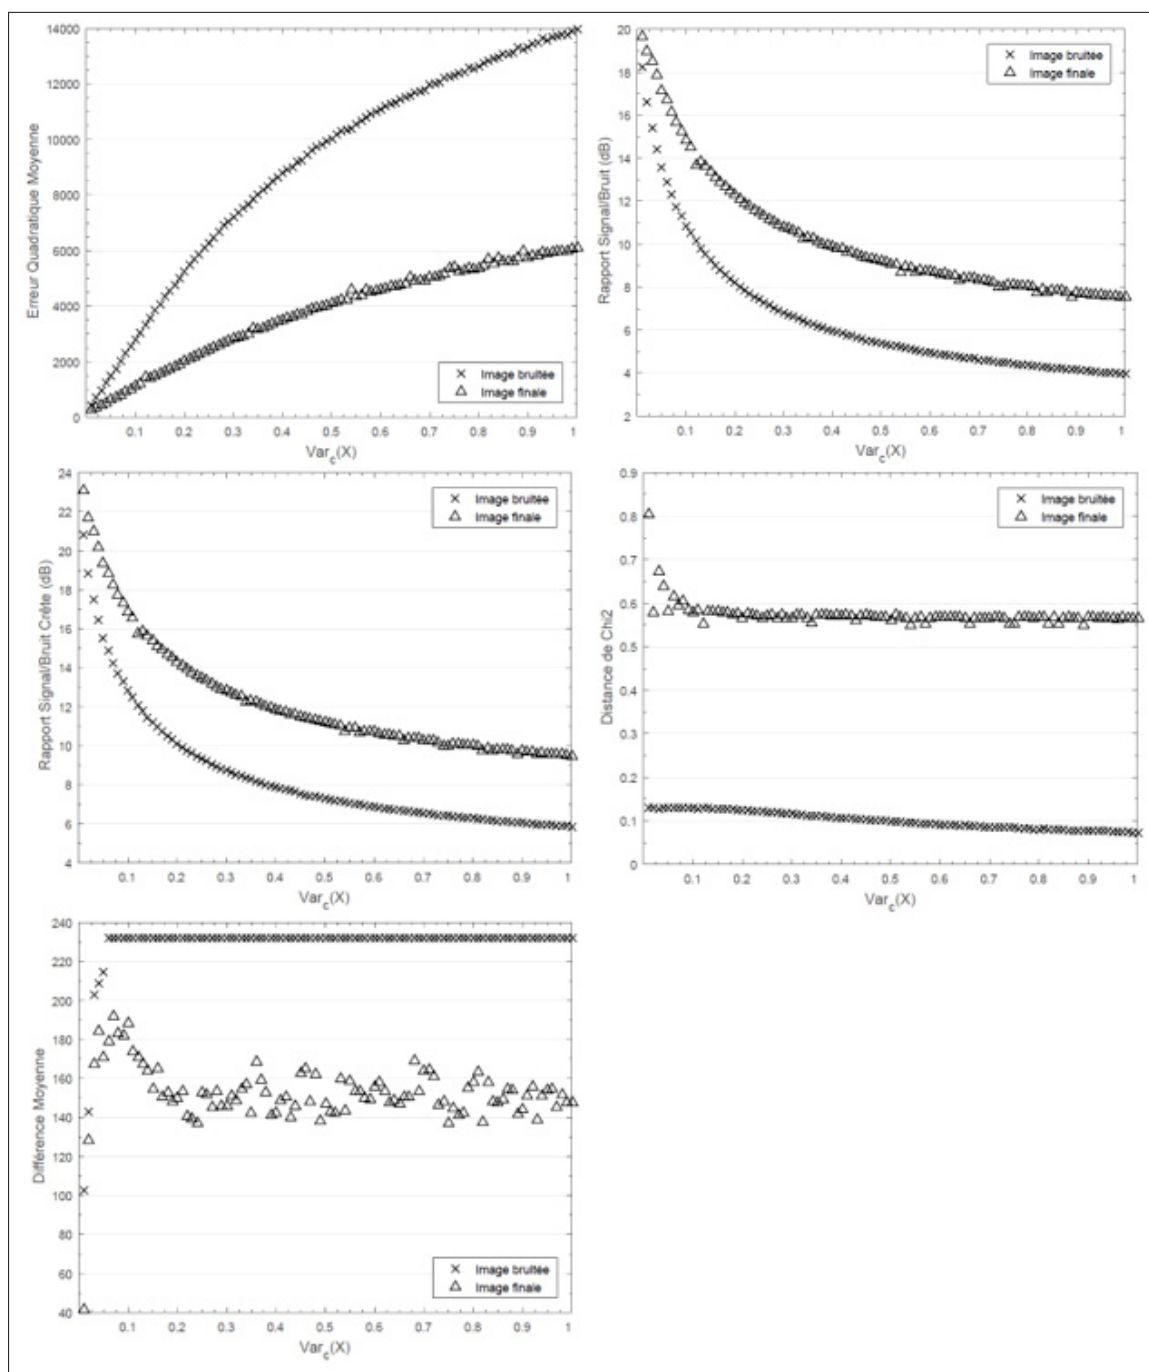 Erreur Quadratique Moyenne
14000
12000
10000
8000
6000
4000
2000
0
0.1 0.2 0.3 0.4 0.5 0.6 0.7 0.8 0.9 1
Var_c(X)
Image bruitée
Image finale
Rapport Signal/Bruit (dB)
20
18
16
14
12
10
8
6
4
2
0.1 0.2 0.3 0.4 0.5 0.6 0.7 0.8 0.9 1
Var_c(X)
Image bruitée
Image finale
Rapport Signal/Bruit Crête (dB)
24
22
20
18
16
14
12
10
8
6
4
0.1 0.2 0.3 0.4 0.5 0.6 0.7 0.8 0.9 1
Var_c(X)
Image bruitée
Image finale
Distance de Chi2
0.9
0.8
0.7
0.6
0.5
0.4
0.3
0.2
0.1
0
0.1 0.2 0.3 0.4 0.5 0.6 0.7 0.8 0.9 1
Var_c(X)
Image bruitée
Image finale
Différence Moyenne
240
220
200
180
160
140
120
100
80
60
40
0.1 0.2 0.3 0.4 0.5 0.6 0.7 0.8 0.9 1
Var_c(X)
Image bruitée
Image finale